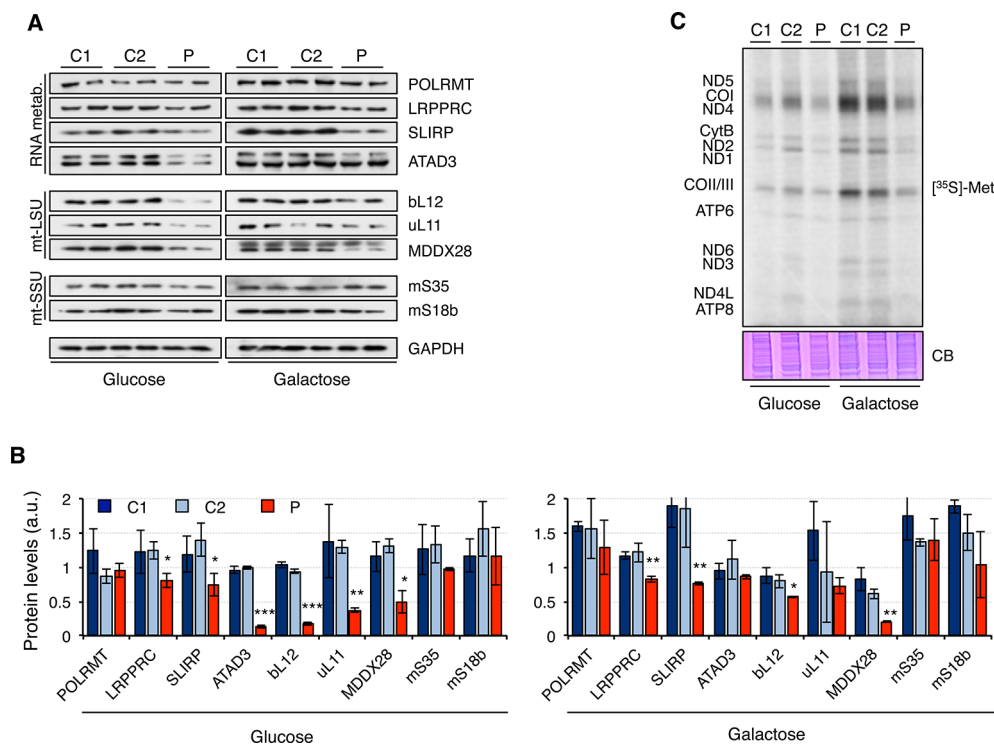 A
C1 C2 P C1 C2 P
RNA metab.
POLRMT
LRPPRC
SLIRP
ATAD3
mt-LSU
bL12
uL11
MDDX28
mt-SSU
mS35
mS18b
GAPDH
Glucose Galactose
C
C1 C2 P C1 C2 P
ND5
COI
ND4
CytB
ND2
ND1
COII/III
[35S]-Met
ATP6
ND6
ND3
ND4L
ATP8
CB
Glucose Galactose
B
Protein levels (a.u.)
C1 C2 P
2
1.5
1
0.5
0
* * *** *** ** *
POLRMT LRPPRC SLIRP ATAD3 bL12 uL11 MDDX28 mS35 mS18b
Glucose
2
1.5
1
0.5
0
** ** * **
POLRMT LRPPRC SLIRP ATAD3 bL12 uL11 MDDX28 mS35 mS18b
Galactose